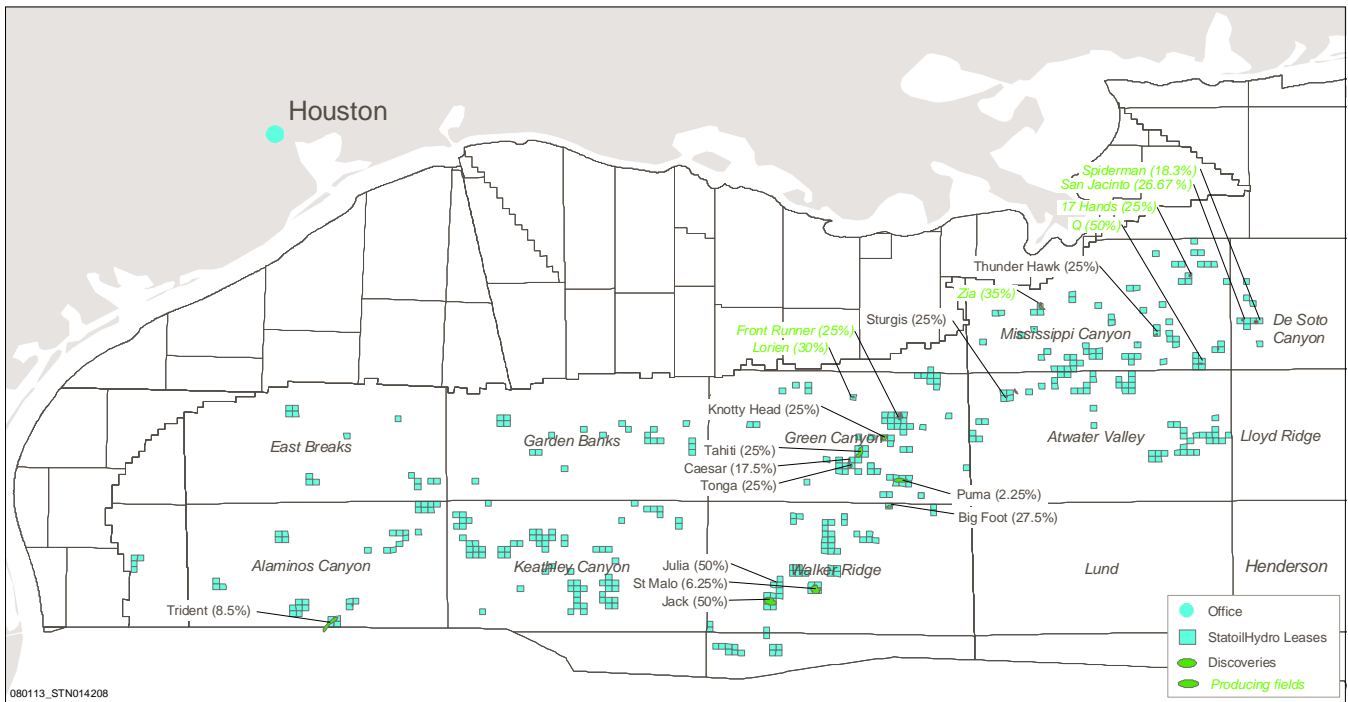 Houston
Spiderman (18.3%)
San Jacinto (26.67 %)
17 Hands (25%)
Q (50%)
Thunder Hawk (25%)
Zia (35%)
Sturgis (25%)
Mississippi Canyon
De Soto
Canyon
Front Runner (25%)
Lorien (30%)
Knotty Head (25%)
East Breaks
Garden Banks
Green Canyon
Atwater Valley
Lloyd Ridge
Tahiti (25%)
Caesar (17.5%)
Tonga (25%)
Puma (2.25%)
Big Foot (27.5%)
Alaminos Canyon
Keathley Canyon
Julia (50%)
Walker Ridge
Lund
Henderson
St Malo (6.25%)
Jack (50%)
Trident (8.5%)
Office
StatoilHydro Leases
Discoveries
Producing fields
080113_STN014208